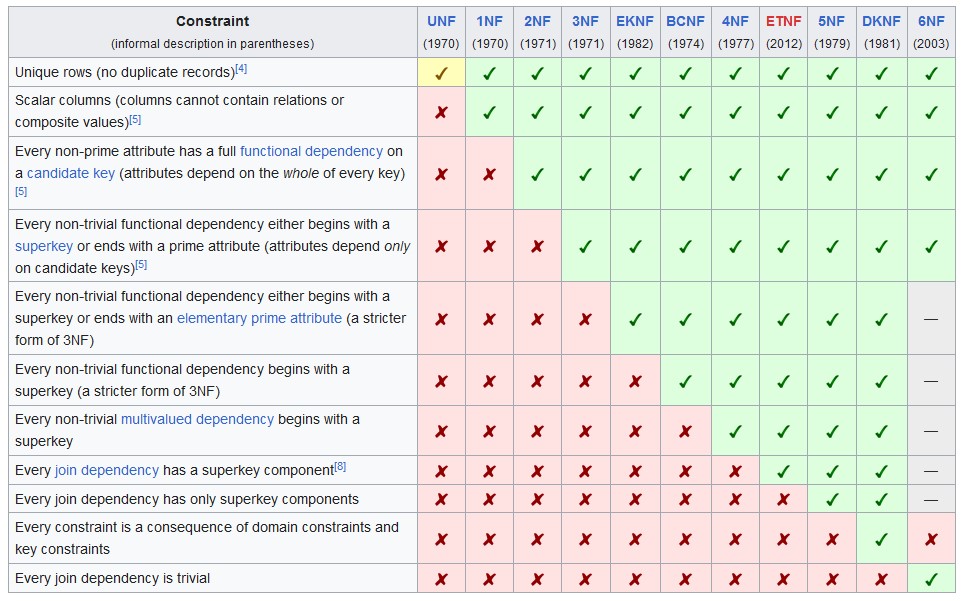 Constraint UNF 1NF 2NF 3NF EKNF BCNF 4NF ETNF 5NF DKNF 6NF
(informal description in parentheses) (1970) (1970) (1971) (1971) (1982) (1974) (1977) (2012) (1979) (1981) (2003)
Unique rows (no duplicate records)[4] ✓ ✓ ✓ ✓ ✓ ✓ ✓ ✓ ✓ ✓ ✓
Scalar columns (columns cannot contain relations or
composite values)[5] ✗ ✓ ✓ ✓ ✓ ✓ ✓ ✓ ✓ ✓ ✓
Every non-prime attribute has a full functional dependency on
a candidate key (attributes depend on the whole of every key) ✗ ✗ ✓ ✓ ✓ ✓ ✓ ✓ ✓ ✓ ✓
[5]
Every non-trivial functional dependency either begins with a
superkey or ends with a prime attribute (attributes depend only ✗ ✗ ✗ ✓ ✓ ✓ ✓ ✓ ✓ ✓ ✓
on candidate keys)[5]
Every non-trivial functional dependency either begins with a
superkey or ends with an elementary prime attribute (a stricter ✗ ✗ ✗ ✗ ✓ ✓ ✓ ✓ ✓ ✓ —
form of 3NF)
Every non-trivial functional dependency begins with a
superkey (a stricter form of 3NF) ✗ ✗ ✗ ✗ ✗ ✓ ✓ ✓ ✓ ✓ —
Every non-trivial multivalued dependency begins with a
superkey ✗ ✗ ✗ ✗ ✗ ✗ ✓ ✓ ✓ ✓ —
Every join dependency has a superkey component[8] ✗ ✗ ✗ ✗ ✗ ✗ ✗ ✓ ✓ ✓ —
Every join dependency has only superkey components ✗ ✗ ✗ ✗ ✗ ✗ ✗ ✗ ✓ ✓ —
Every constraint is a consequence of domain constraints and
key constraints ✗ ✗ ✗ ✗ ✗ ✗ ✗ ✗ ✗ ✓ ✗
Every join dependency is trivial ✗ ✗ ✗ ✗ ✗ ✗ ✗ ✗ ✗ ✗ ✓